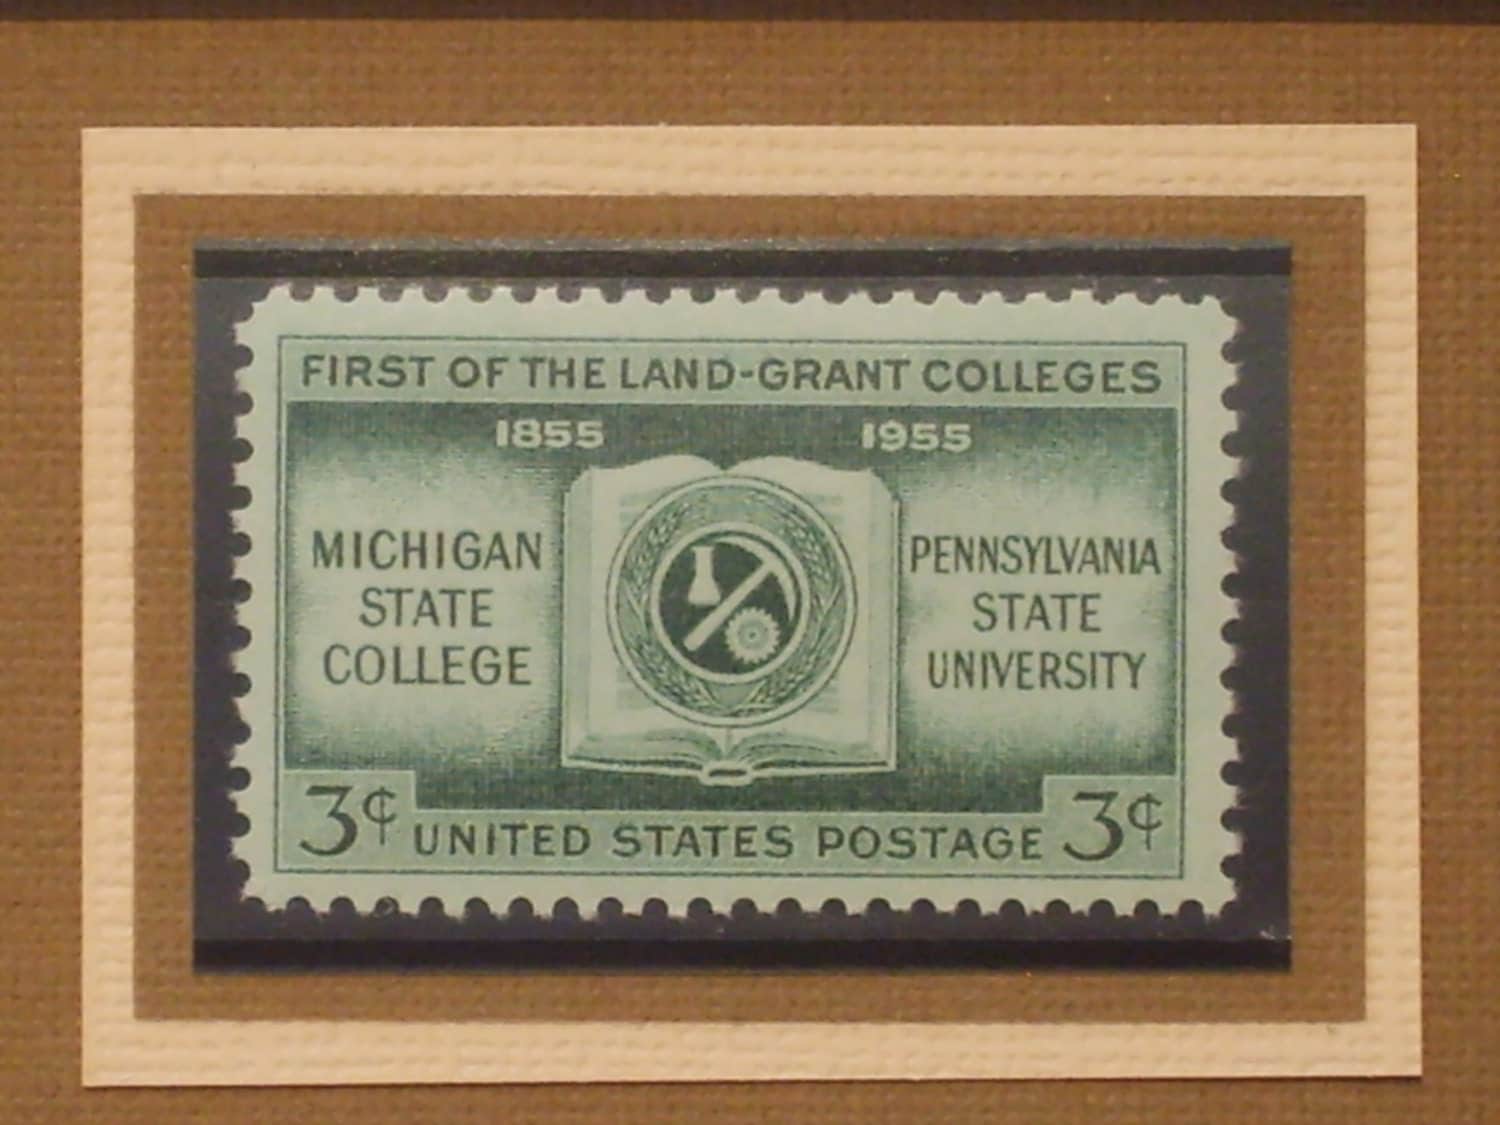 FIRST OF THE LAND-GRANT COLLEGES
1855 1955
MICHIGAN
STATE
COLLEGE
PENNSYLVANIA
STATE
UNIVERSITY
3¢ UNITED STATES POSTAGE 3¢